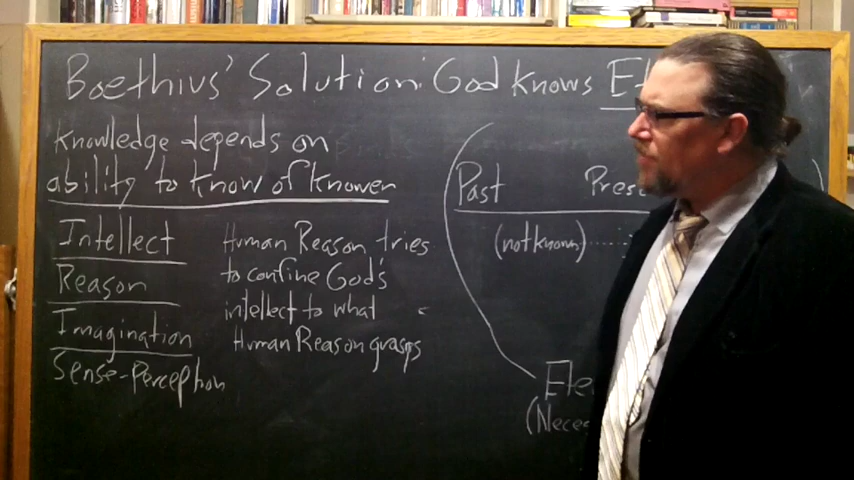 Boethius' Solution: God knows
Knowledge depends on
ability to know of knower
Intellect
Reason
Imagination
Sense-Perception
Human Reason tries
to confine God's
intellect to what
Human Reason grasps
Past
(not known)